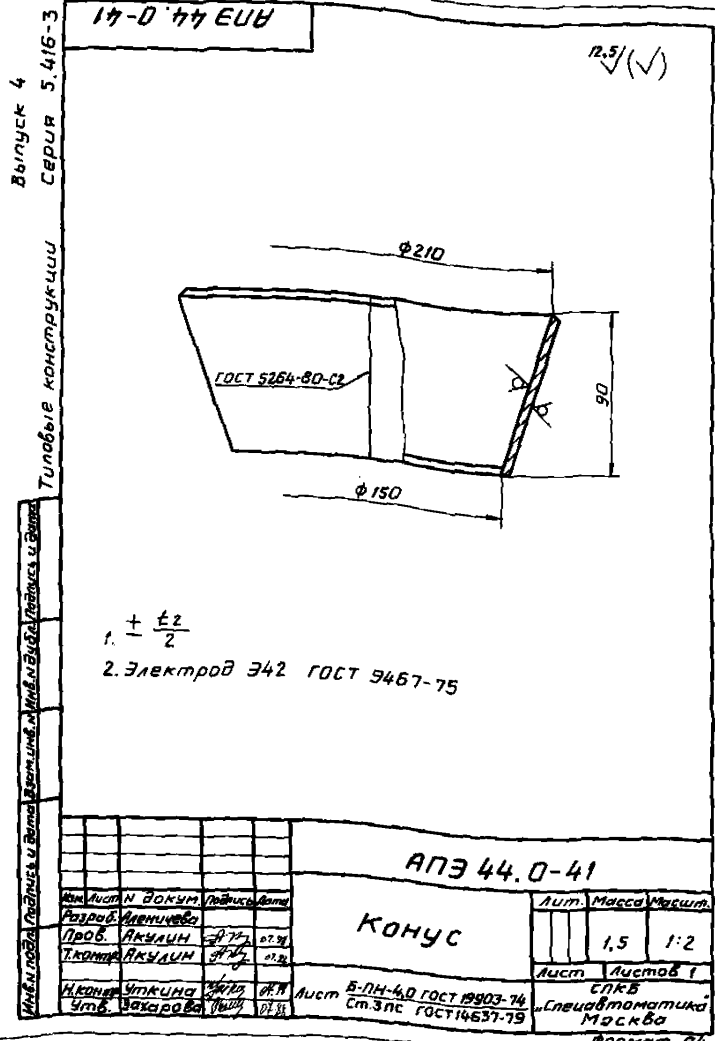 АПЭ 44.0-41
12,5 (√)
Выпуск 4
Типовые конструкции Серия 5.416-3
ф210
ГОСТ 5264-80-С2
90
ф150
1. ± t2/2
2. Электрод Э42 ГОСТ 9467-75
АПЭ 44.0-41
Изм. Лист N докум. Подпись Дата
Разраб. Аленичева
Пров. Акулин
Т.контр. Акулин
Н.контр. Уткина
Утв. Захарова
Конус
Лит. Масса Масшт.
1,5 1:2
Лист Листов 1
Лист Б-ПН-4,0 ГОСТ 19903-74
Ст.3пс ГОСТ 14637-79
СПКБ
„Спецавтоматика"
Москва
Формат
Инв.N подл. Подпись и дата Взам.инв.N Инв.N дубл. Подпись и дата